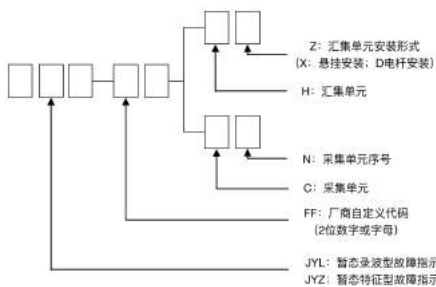 Z：汇集单元安装形式
（X：悬挂安装；D电杆安装）
H：汇集单元
N：采集单元序号
C：采集单元
FF：厂商自定义代码
（2位数字或字母）
JYL：暂态录波型故障指示
JYZ：暂态特征型故障指示